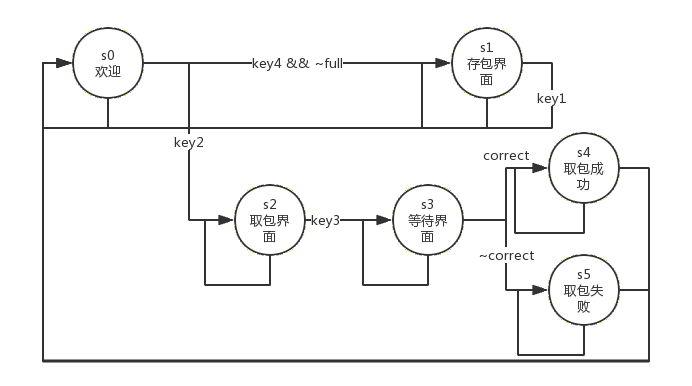 s0
欢迎
key4 && ~full
s1
存包界
面
key1
key2
correct
s4
取包成
功
s2
取包界
面
key3
s3
等待界
面
~correct
s5
取包失
败